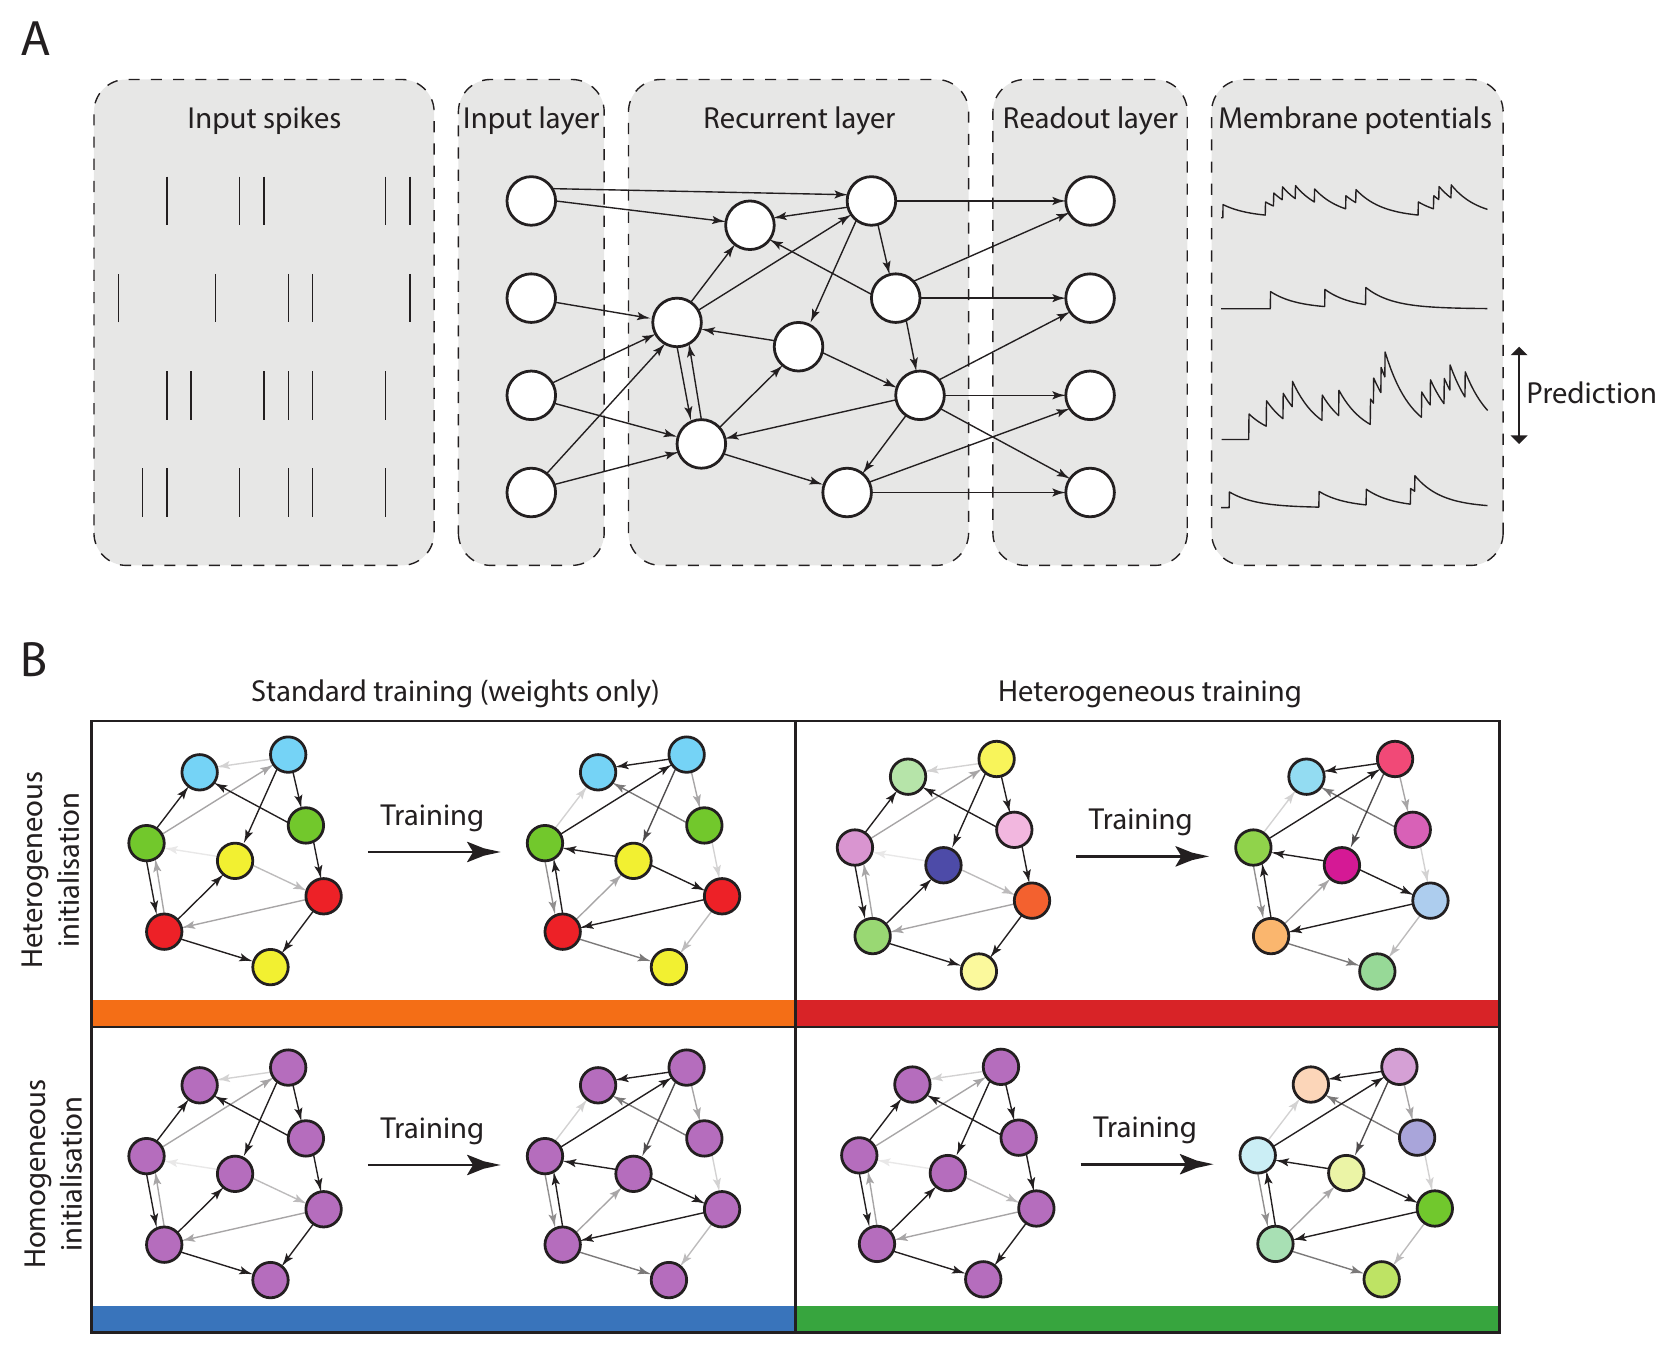 A
Input spikes
Input layer
Recurrent layer
Readout layer
Membrane potentials
Prediction
B
Standard training (weights only)
Heterogeneous training
Heterogeneous
initialisation
Training
Training
Homogeneous
initialisation
Training
Training